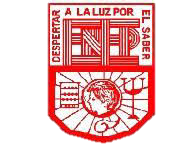 DESPERTAR A LA LUZ POR EL SABER
ENP